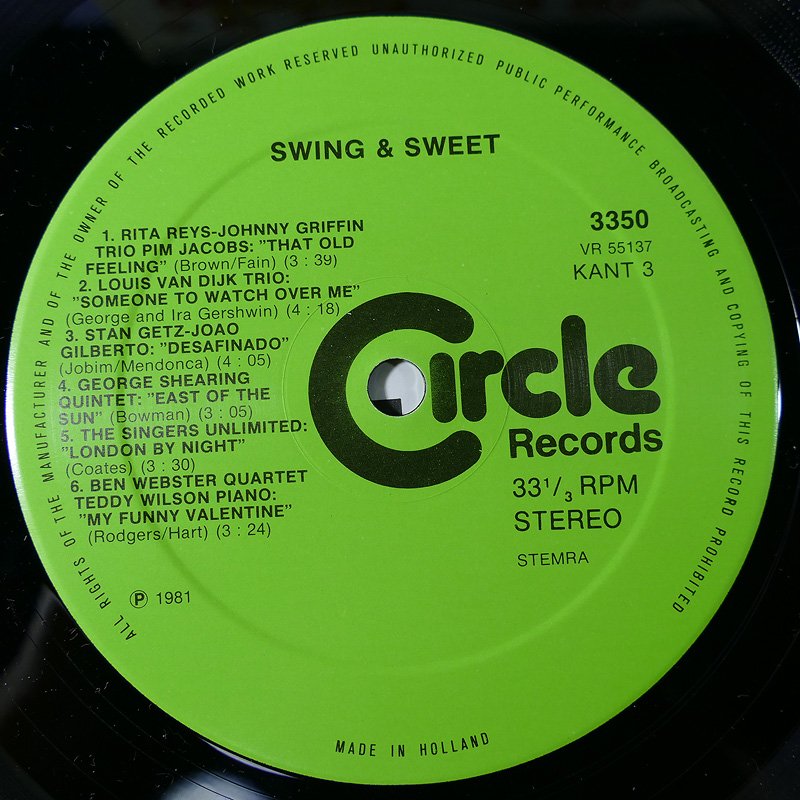 ALL RIGHTS OF THE MANUFACTURER AND OF THE OWNER OF THE RECORDED WORK RESERVED UNAUTHORIZED PUBLIC PERFORMANCE BROADCASTING AND COPYING OF THIS RECORD PROHIBITED
SWING & SWEET
1. RITA REYS-JOHNNY GRIFFIN
TRIO PIM JACOBS: "THAT OLD
FEELING" (Brown/Fain) (3 : 39)
2. LOUIS VAN DIJK TRIO:
"SOMEONE TO WATCH OVER ME"
(George and Ira Gershwin) (4 : 18)
3. STAN GETZ-JOAO
GILBERTO: "DESAFINADO"
(Jobim/Mendonca) (4 : 05)
4. GEORGE SHEARING
QUINTET: "EAST OF THE
SUN" (Bowman) (3 : 05)
5. THE SINGERS UNLIMITED:
"LONDON BY NIGHT"
(Coates) (3 : 30)
6. BEN WEBSTER QUARTET
TEDDY WILSON PIANO:
"MY FUNNY VALENTINE"
(Rodgers/Hart) (3 : 24)
℗ 1981
3350
VR 55137
KANT 3
Circle
Records
33 1/3 RPM
STEREO
STEMRA
MADE IN HOLLAND